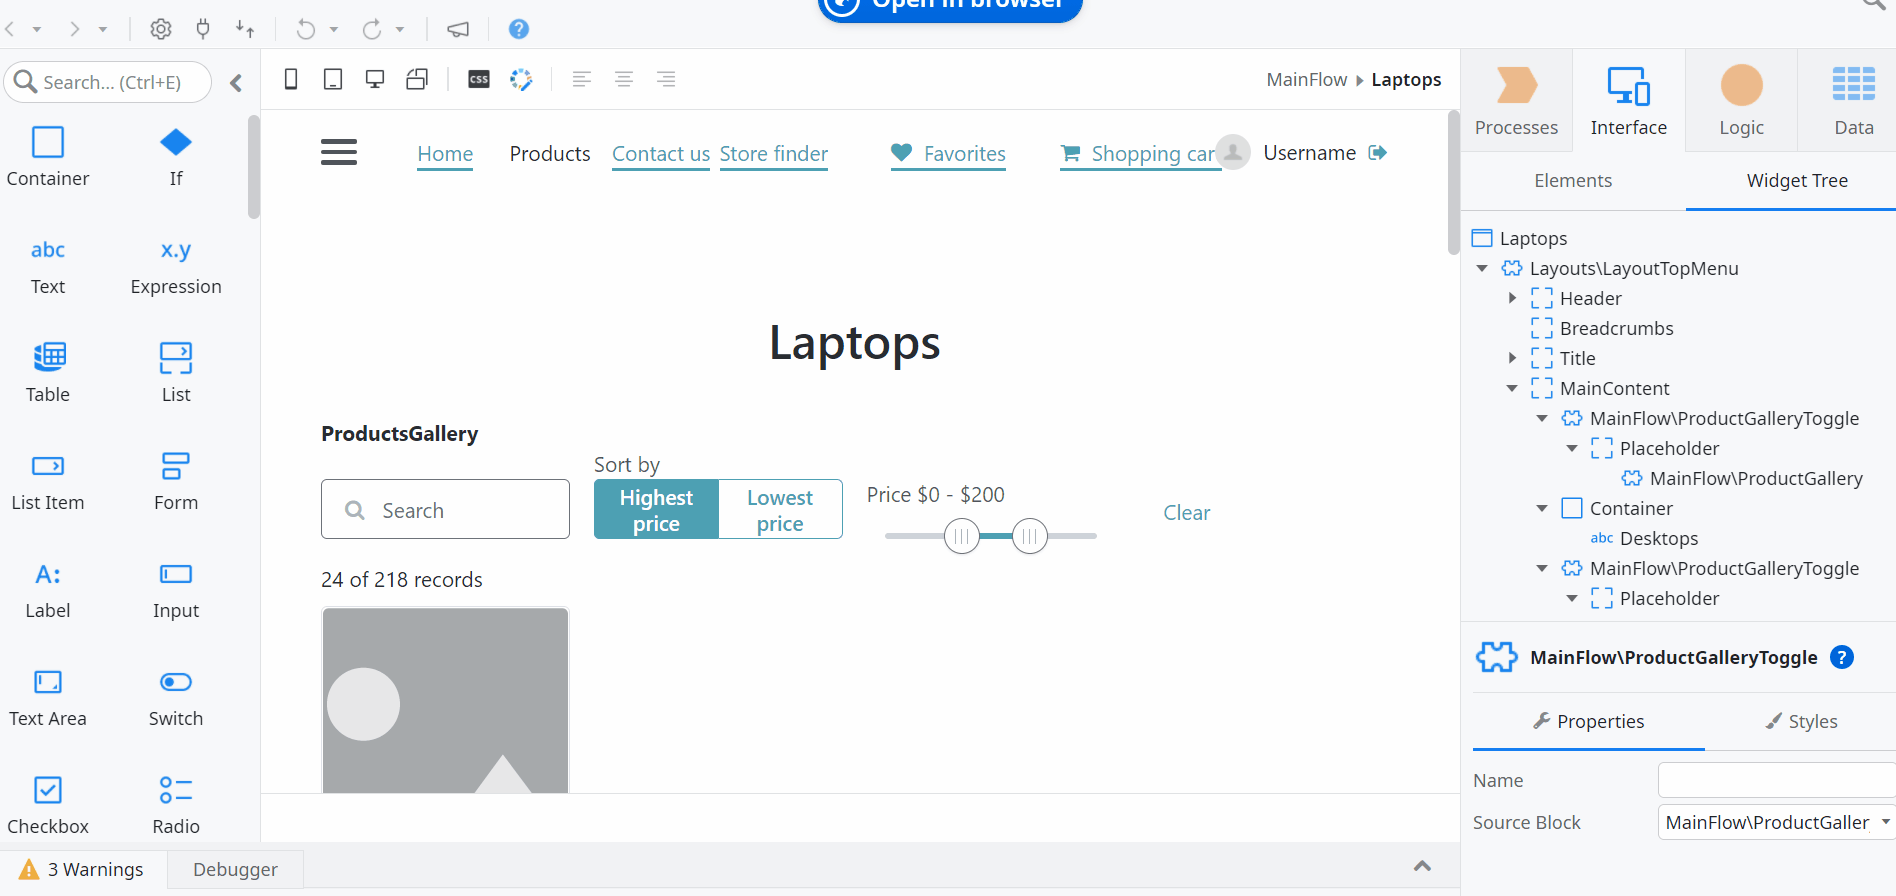 Open in browser
?
Search... (Ctrl+E)
css
MainFlow Laptops
Processes
Interface
Logic
Data
Container
If
Home
Products
Contact us
Store finder
Favorites
Shopping car
Username
Elements
Widget Tree
abc
Text
x.y
Expression
Laptops
Layouts\LayoutTopMenu
Header
Breadcrumbs
Title
MainContent
MainFlow\ProductGalleryToggle
Placeholder
MainFlow\ProductGallery
Container
abc Desktops
MainFlow\ProductGalleryToggle
Placeholder
Laptops
Table
List
ProductsGallery
Search
Sort by
Highest price
Lowest price
Price $0 - $200
Clear
24 of 218 records
List Item
Form
A:
Label
Input
Text Area
Switch
Checkbox
Radio
MainFlow\ProductGalleryToggle ?
Properties
Styles
Name
Source Block
MainFlow\ProductGaller
3 Warnings
Debugger